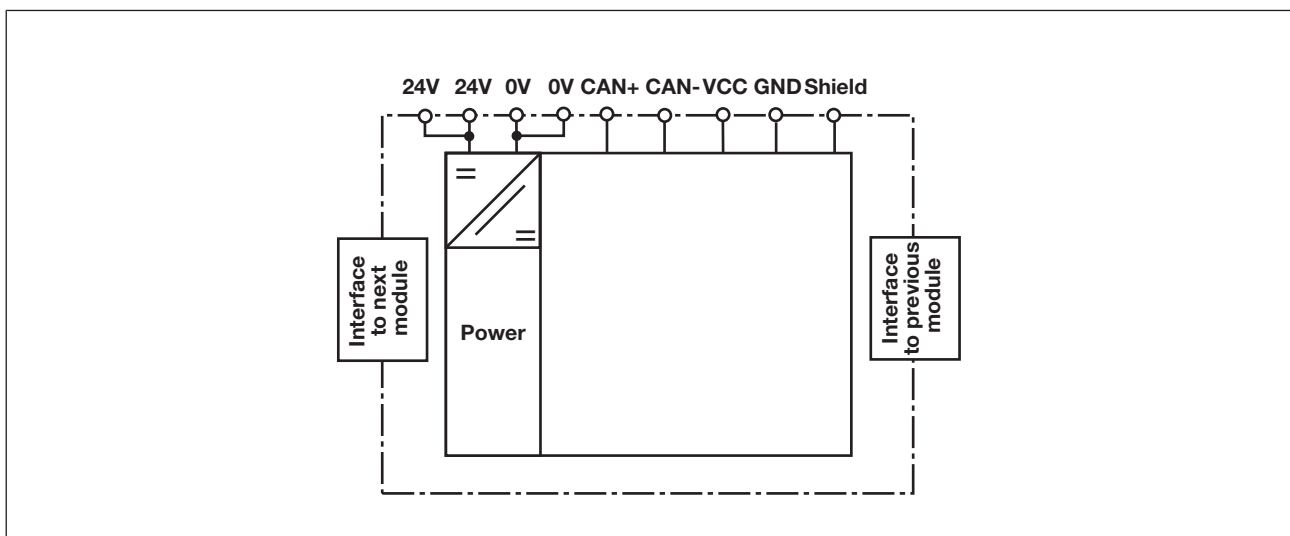 24V 24V 0V 0V CAN+ CAN- VCC GND Shield
Interface
to next
module
Power
Interface
to previous
module